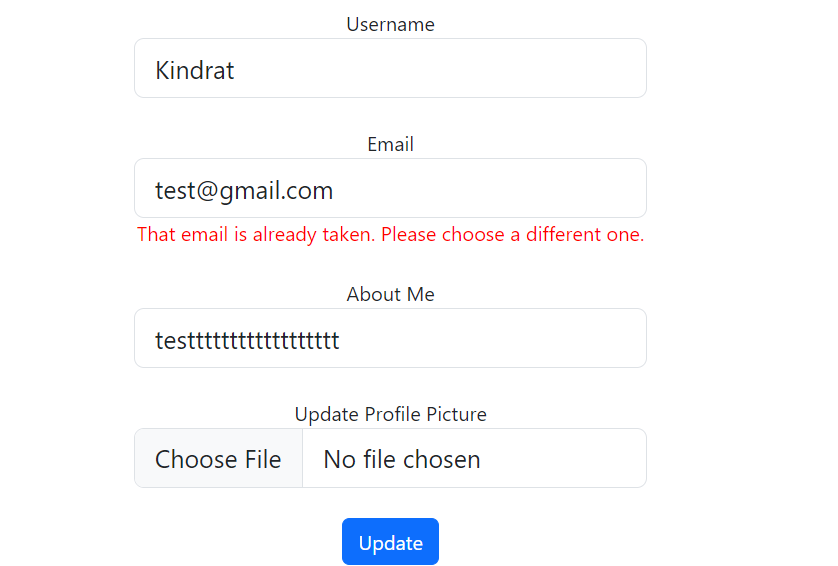 Username
Kindrat
Email
test@gmail.com
That email is already taken. Please choose a different one.
About Me
testttttttttttttttttt
Update Profile Picture
Choose File No file chosen
Update